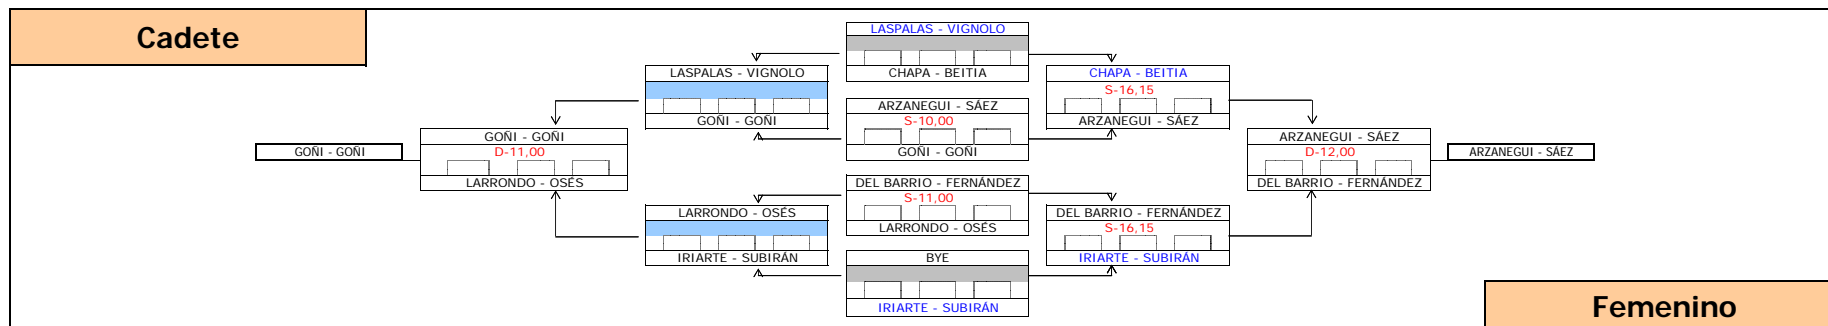 Cadete
LASPALAS - VIGNOLO
CHAPA - BEITIA
LASPALAS - VIGNOLO
GOÑI - GOÑI
CHAPA - BEITIA
S-16,15
ARZANEGUI - SÁEZ
ARZANEGUI - SÁEZ
S-10,00
GOÑI - GOÑI
GOÑI - GOÑI
D-11,00
LARRONDO - OSÉS
GOÑI - GOÑI
ARZANEGUI - SÁEZ
D-12,00
DEL BARRIO - FERNÁNDEZ
ARZANEGUI - SÁEZ
DEL BARRIO - FERNÁNDEZ
S-11,00
LARRONDO - OSÉS
LARRONDO - OSÉS
IRIARTE - SUBIRÁN
DEL BARRIO - FERNÁNDEZ
S-16,15
IRIARTE - SUBIRÁN
BYE
IRIARTE - SUBIRÁN
Femenino